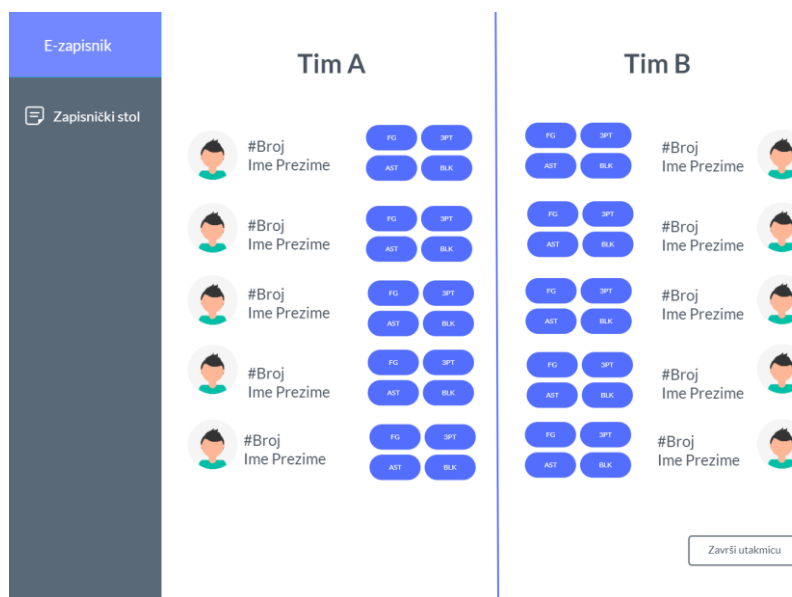 E-zapisnik
Zapisnički stol
Tim A
#Broj
Ime Prezime
FG 3PT
AST BLK
#Broj
Ime Prezime
FG 3PT
AST BLK
#Broj
Ime Prezime
FG 3PT
AST BLK
#Broj
Ime Prezime
FG 3PT
AST BLK
#Broj
Ime Prezime
FG 3PT
AST BLK
Tim B
FG 3PT
AST BLK
#Broj
Ime Prezime
FG 3PT
AST BLK
#Broj
Ime Prezime
FG 3PT
AST BLK
#Broj
Ime Prezime
FG 3PT
AST BLK
#Broj
Ime Prezime
FG 3PT
AST BLK
#Broj
Ime Prezime
Završi utakmicu